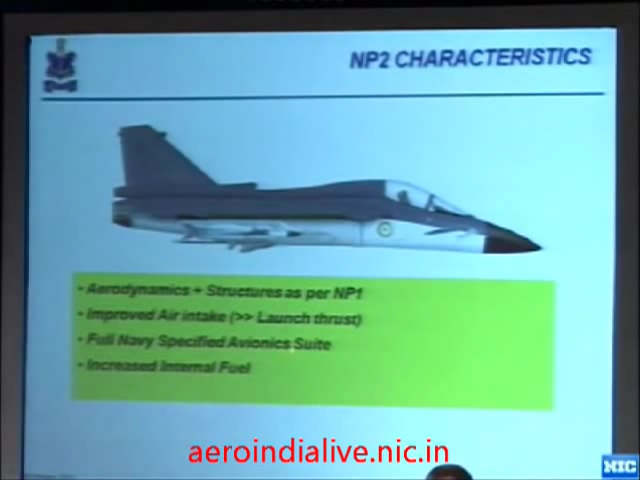 NP2 CHARACTERISTICS
• Aerodynamics + Structures as per NP1
• Improved Air intake (>> Launch thrust)
• Full Navy Specified Avionics Suite
• Increased Internal Fuel
aeroindialive.nic.in
NIC